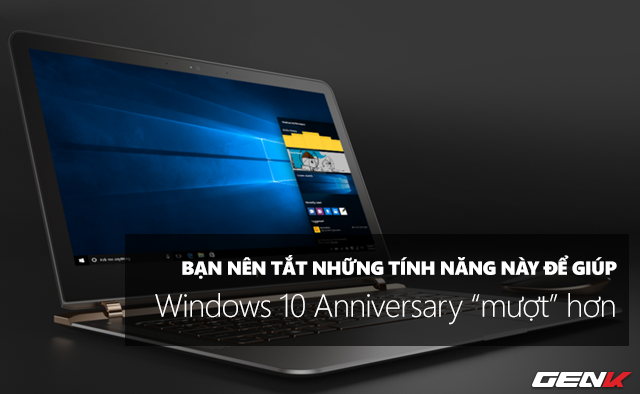 BẠN NÊN TẮT NHỮNG TÍNH NĂNG NÀY ĐỂ GIÚP
Windows 10 Anniversary “mượt” hơn
GENK